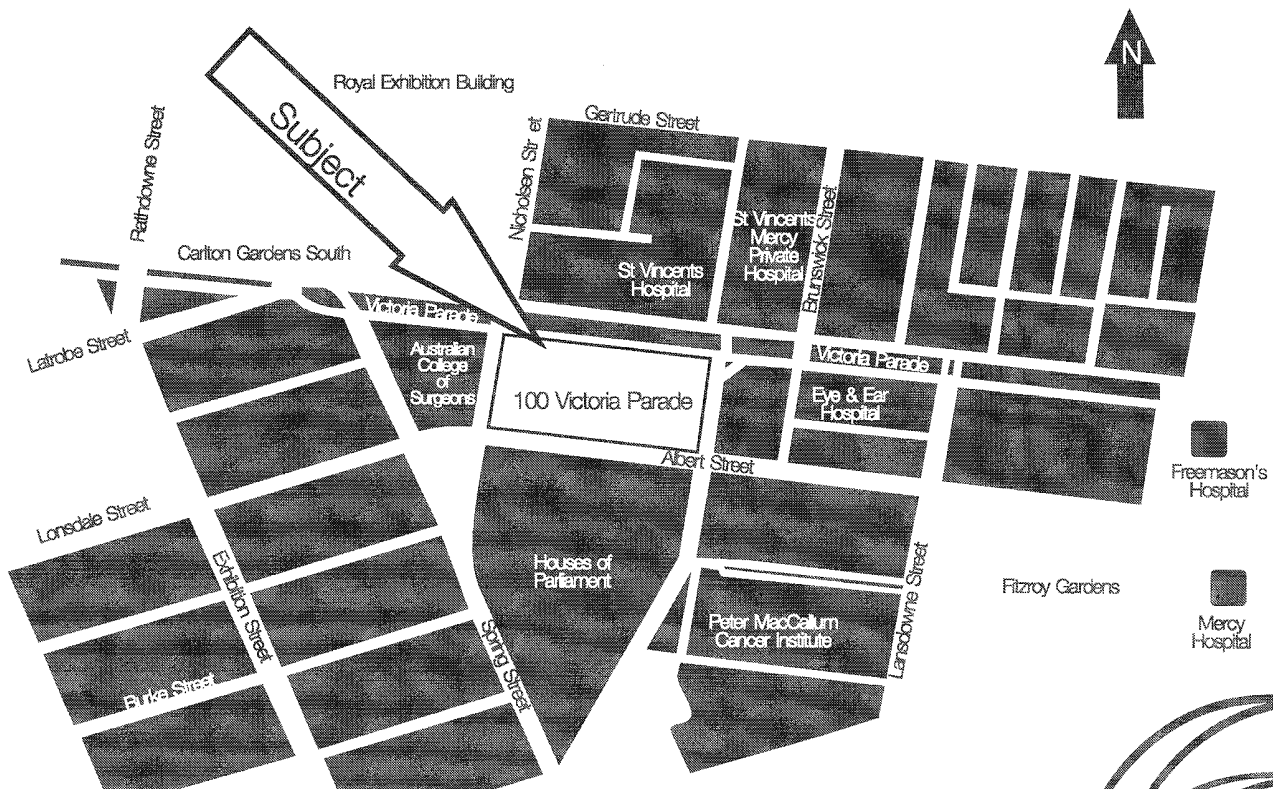 N
Royal Exhibition Building
Subject
Rathdowne Street
Gertrude Street
Nicholsen Str et
Carlton Gardens South
St Vincents
Mercy
Private
Hospital
Brunswick Street
St Vincents
Hospital
Victoria Parade
Latrobe Street
Australian
College
of
Surgeons
100 Victoria Parade
Victoria Parade
Eye & Ear
Hospital
Albert Street
Freemason's
Hospital
Lonsdale Street
Exhibition Street
Houses of
Parliament
Lansdowne Street
Fitzroy Gardens
Peter MacCallum
Cancer Institute
Mercy
Hospital
Spring Street
Burke Street